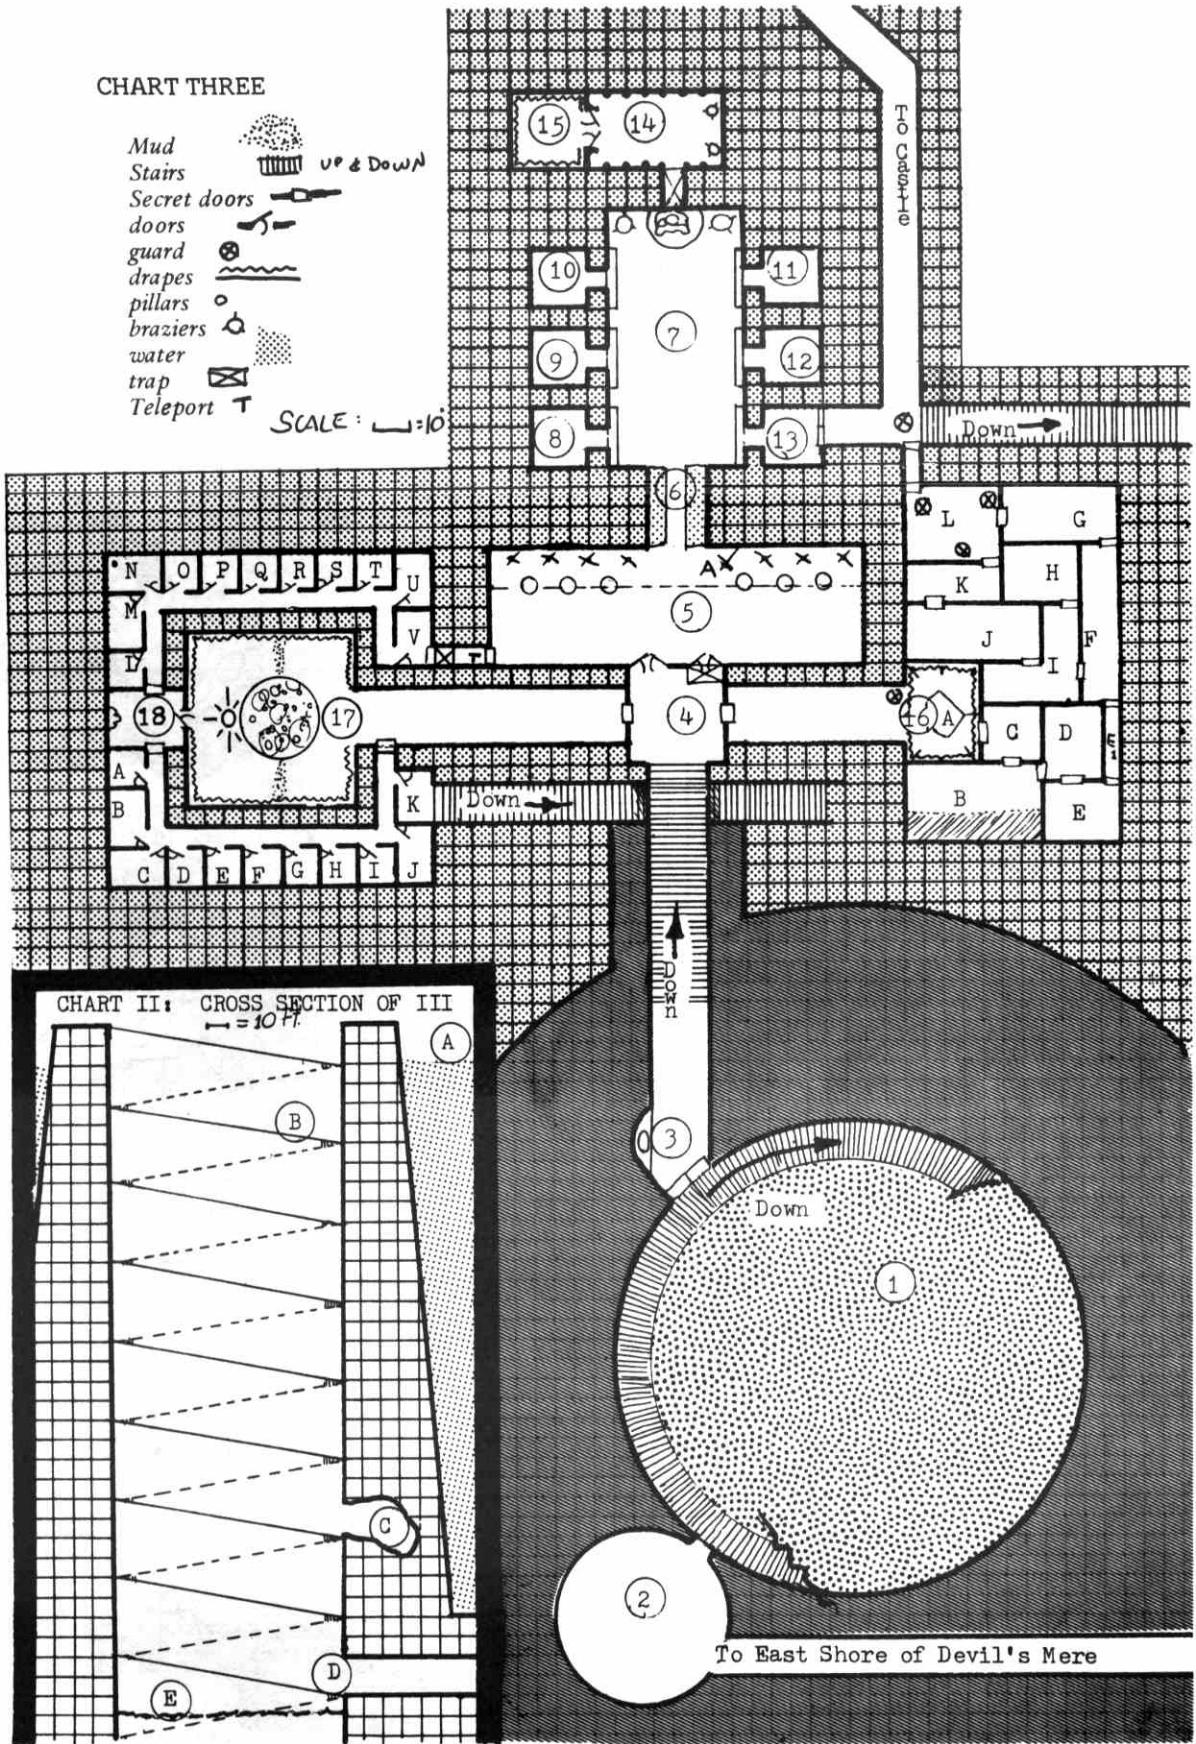 CHART THREE
Mud
Stairs UP & DOWN
Secret doors
doors
guard
drapes
pillars
braziers
water
trap
Teleport T
SCALE: =10'
To Castle
15 14
10 11
7
9 12
8 13
Down
6
L G
N O P Q R S T U
A
K H
M
5
J F
V
I
L
T
18 17 4 16 A C D
A
E
B K Down B E
C D E F G H I J
Down
CHART II: CROSS SECTION OF III
= 10 FT.
A
B
3
Down
1
C
2
To East Shore of Devil's Mere
D
E